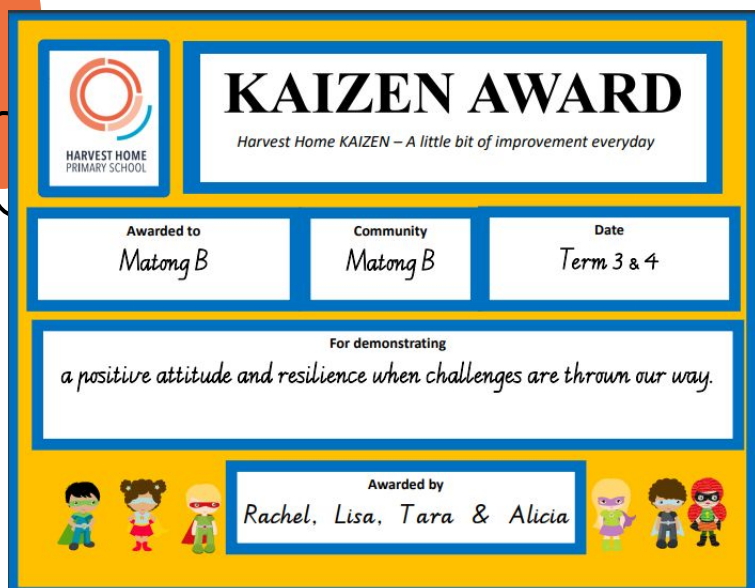 HARVEST HOME
PRIMARY SCHOOL
KAIZEN AWARD
Harvest Home KAIZEN – A little bit of improvement everyday
Awarded to
Matong B
Community
Matong B
Date
Term 3 & 4
For demonstrating
a positive attitude and resilience when challenges are thrown our way.
Awarded by
Rachel, Lisa, Tara & Alicia